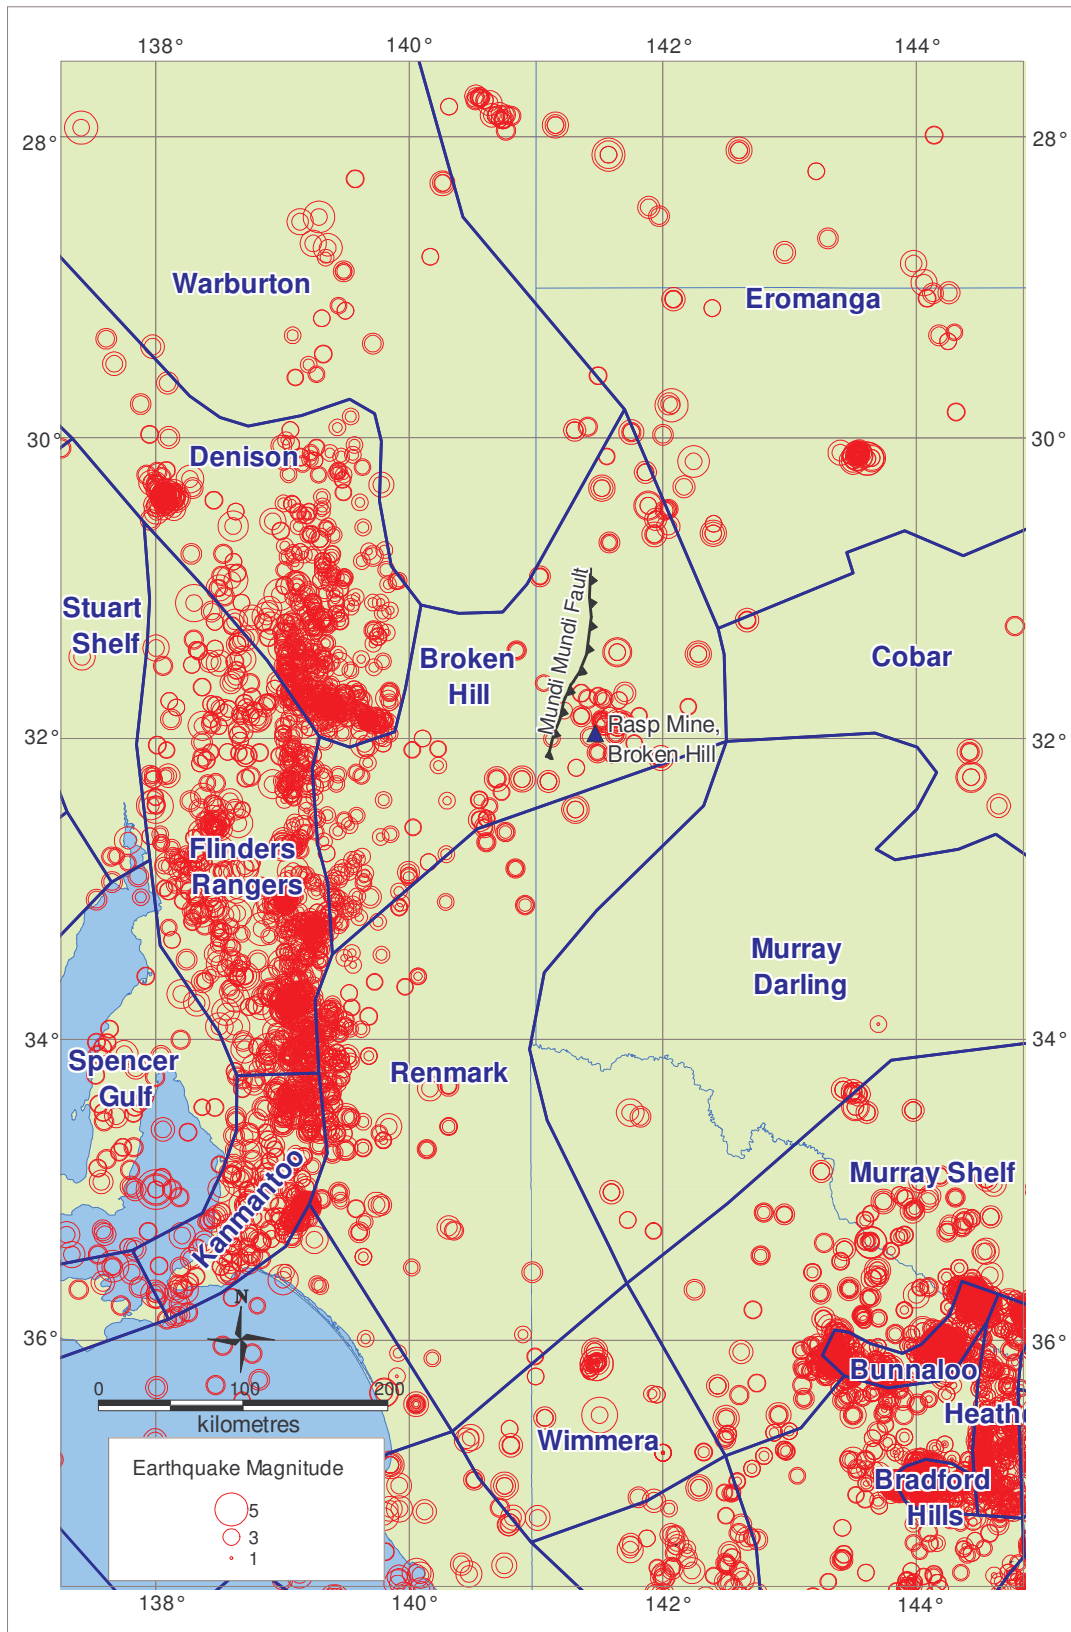 138°
140°
142°
144°
28°
28°
Warburton
Eromanga
30°
30°
Denison
Stuart
Shelf
Mundi Mundi Fault
Broken
Hill
Cobar
Rasp Mine,
Broken Hill
32°
32°
Flinders
Rangers
Murray
Darling
34°
34°
Spencer
Gulf
Renmark
Murray Shelf
Kanmantoo
N
36°
36°
Bunnaloo
0 100 200
kilometres
Heathc
Wimmera
Earthquake Magnitude
5
3
1
Bradford
Hills
138°
140°
142°
144°